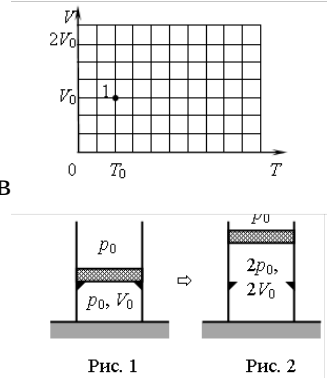 V
2V₀
V₀ 1
0 T₀ T
В
p₀ p₀
p₀, V₀ 2p₀,
2V₀
⇨
Рис. 1 Рис. 2